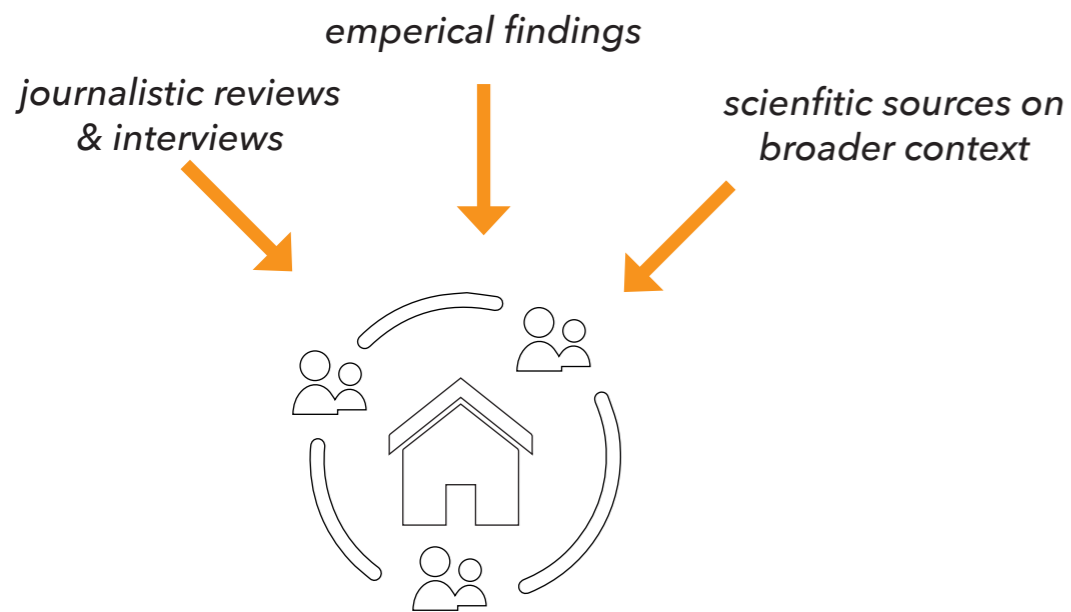 emperical findings
journalistic reviews
& interviews
scienfitic sources on
broader context